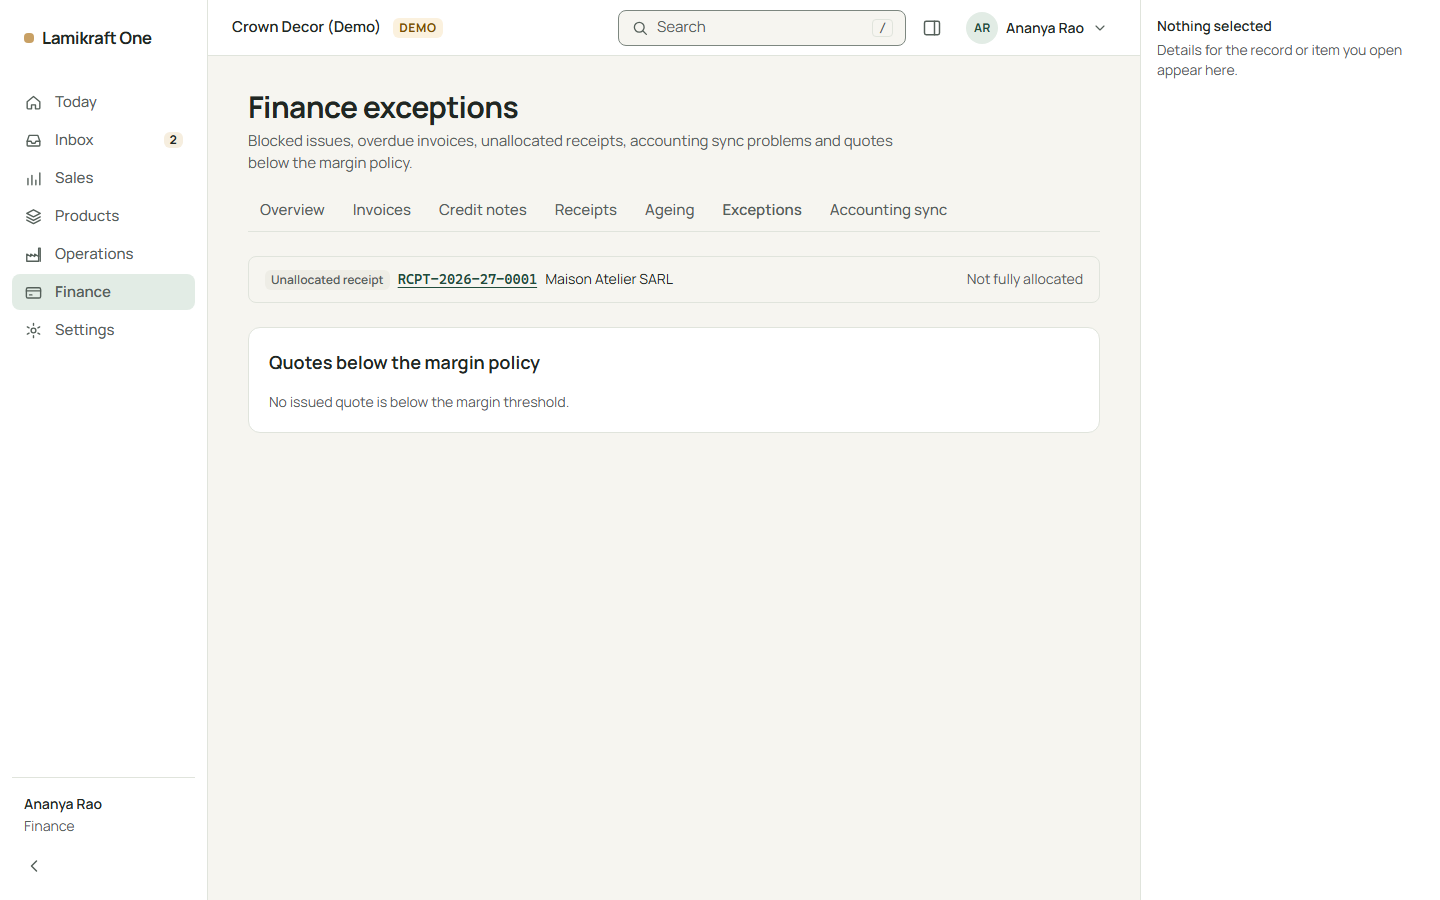 Lamikraft One
Today
Inbox 2
Sales
Products
Operations
Finance
Settings
Ananya Rao
Finance
Crown Decor (Demo) DEMO
Search /
AR Ananya Rao
Finance exceptions
Blocked issues, overdue invoices, unallocated receipts, accounting sync problems and quotes
below the margin policy.
Overview Invoices Credit notes Receipts Ageing Exceptions Accounting sync
Unallocated receipt RCPT-2026-27-0001 Maison Atelier SARL Not fully allocated
Quotes below the margin policy
No issued quote is below the margin threshold.
Nothing selected
Details for the record or item you open
appear here.